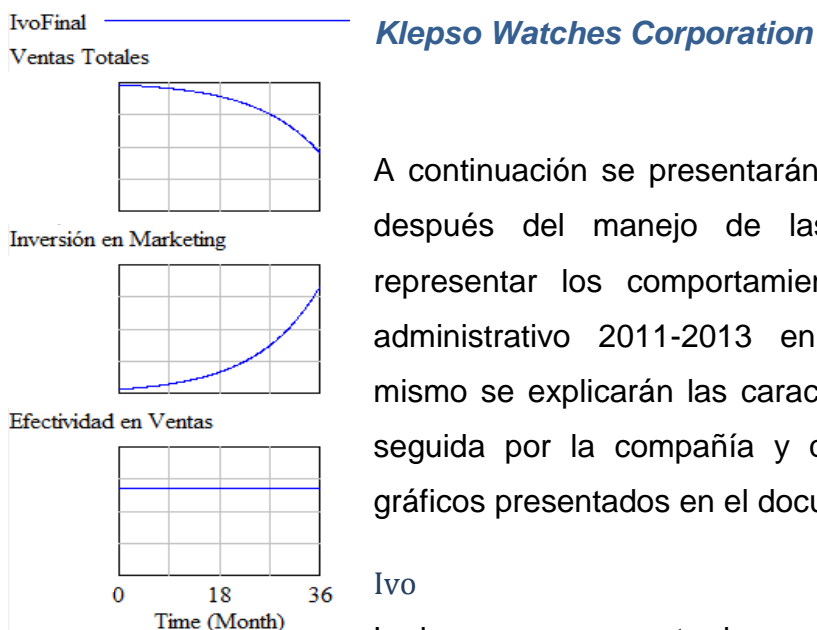 IvoFinal
Ventas Totales
Inversión en Marketing
Efectividad en Ventas
0 18 36
Time (Month)
Klepso Watches Corporation
A continuación se presentarán
después del manejo de las
representar los comportamien
administrativo 2011-2013 en
mismo se explicarán las carac
seguida por la compañía y
gráficos presentados en el docu
Ivo